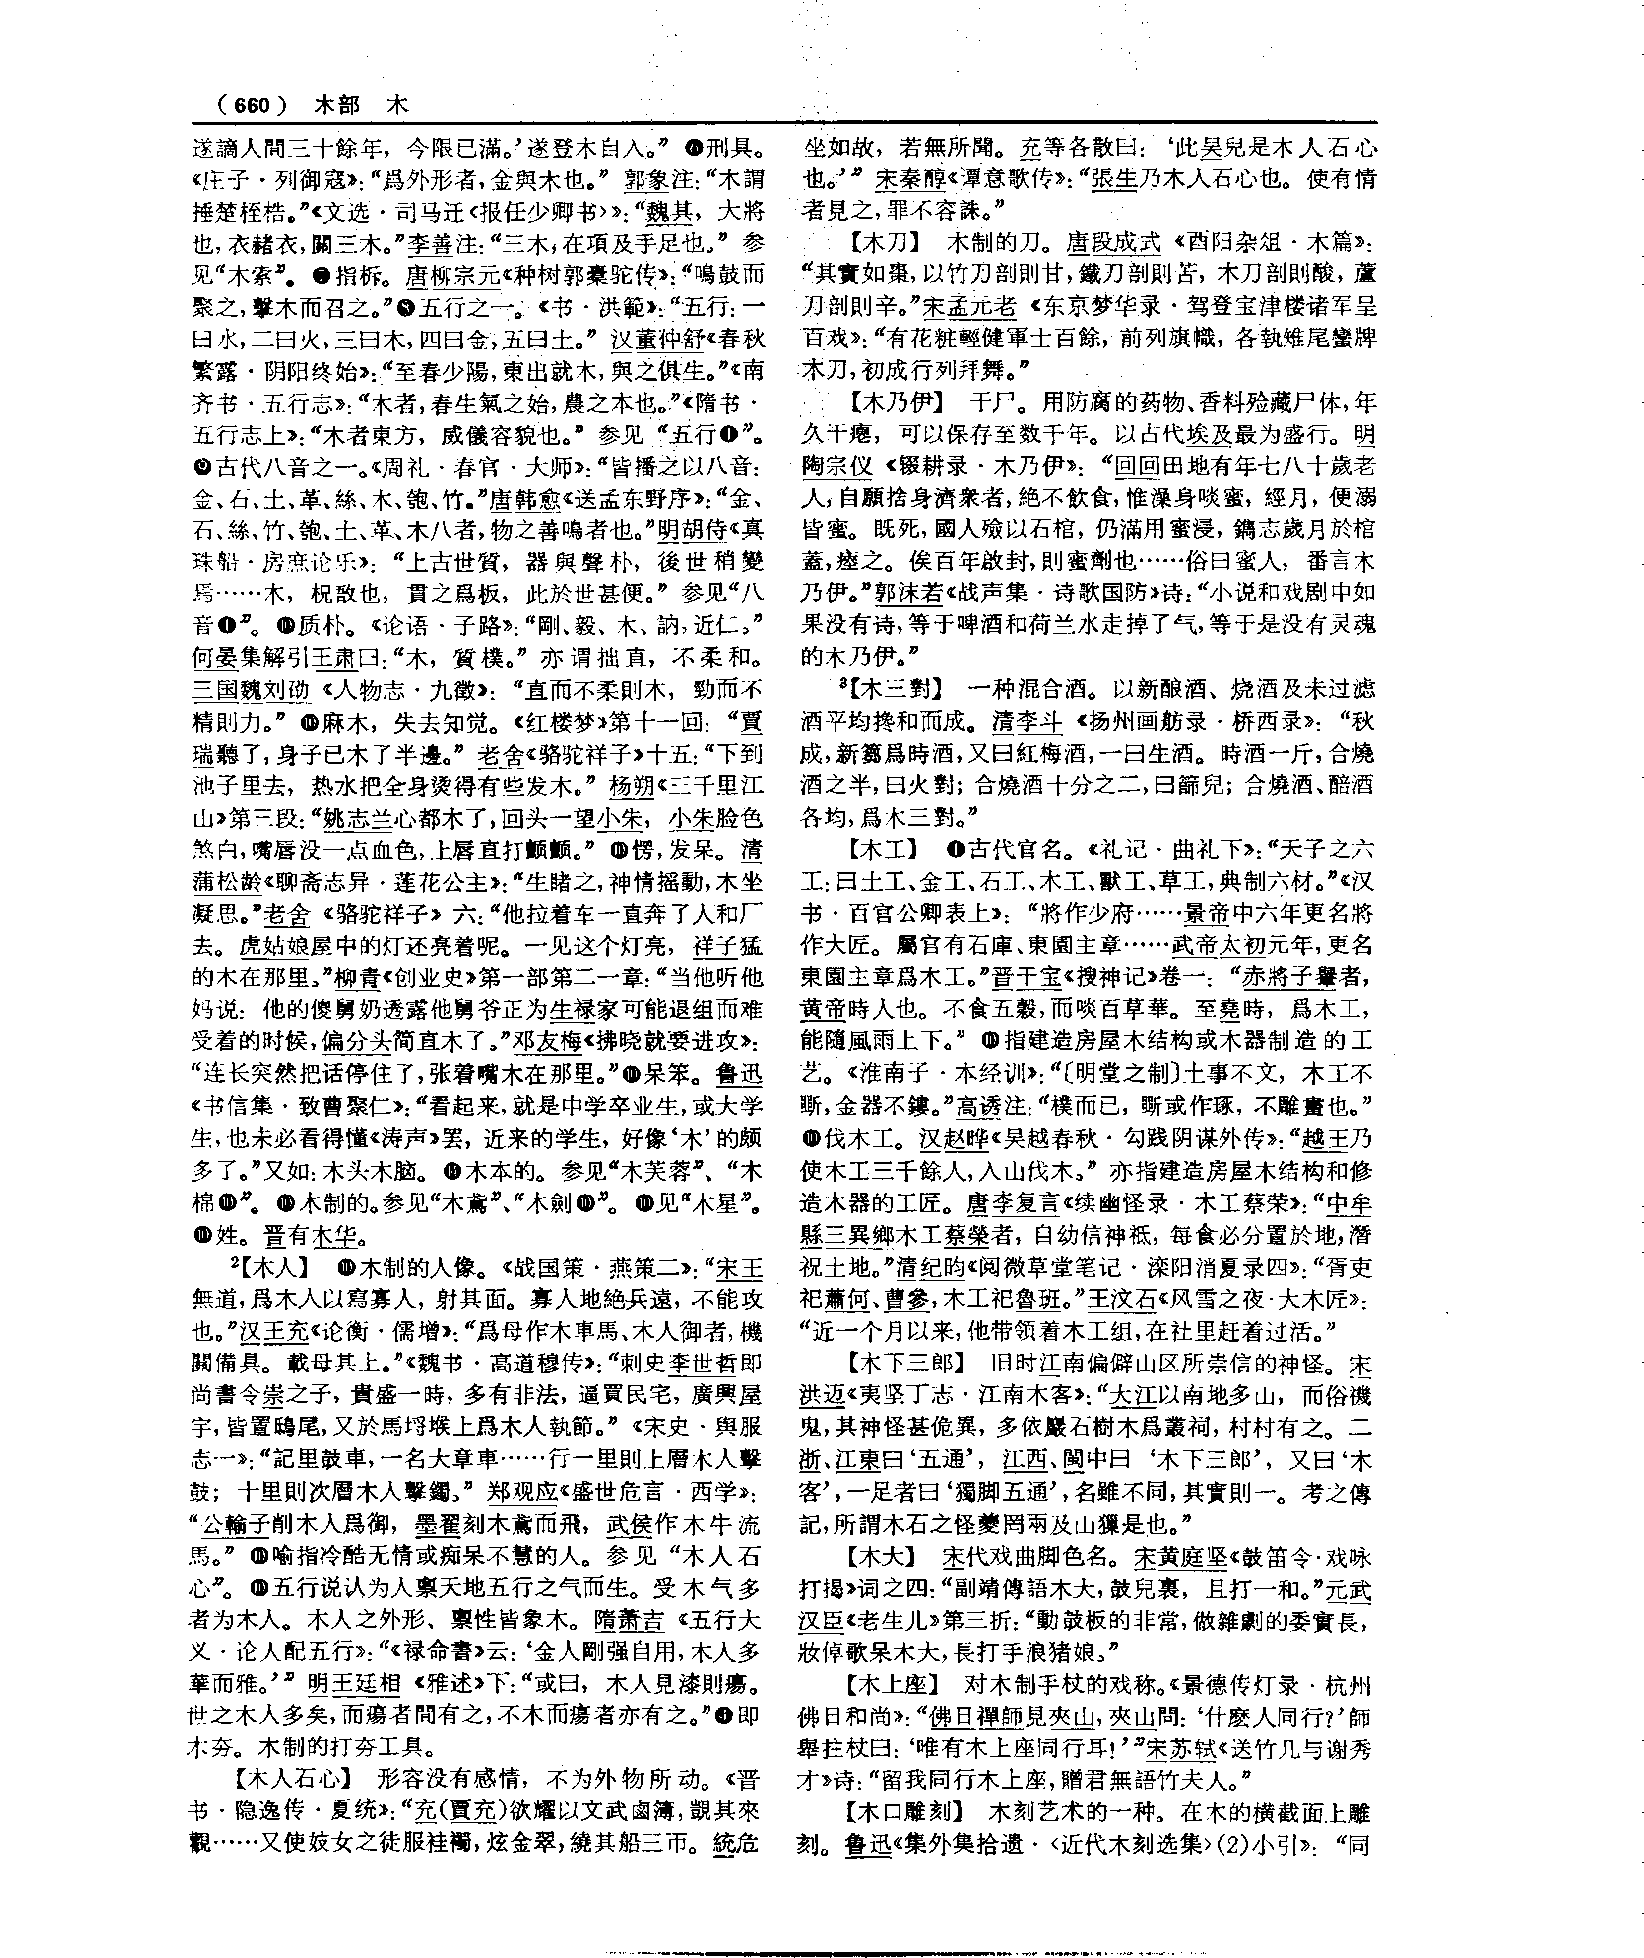 （660） 木部 木
遂謫人間三十餘年，今限已滿。’遂登木自入。” ❻刑具。
《庄子·列御寇》：“爲外形者，金與木也。” 郭象注：“木謂
捶楚桎梏。”《文选·司马迁〈报任少卿书〉》：“魏其，大將
也，衣赭衣，關三木。”李善注：“三木，在項及手足也。” 参
见“木索”。 ❼指柝。唐柳宗元《种树郭橐驼传》：“鳴鼓而
聚之，擊木而召之。”❽五行之一。《书·洪範》：“五行：一
曰水，二曰火，三曰木，四曰金，五曰土。” 汉董仲舒《春秋
繁露·阴阳终始》：“至春少陽，東出就木，與之俱生。”《南
齐书·五行志》：“木者，春生氣之始，農之本也。”《隋书·
五行志上》：“木者東方，威儀容貌也。” 参见 “五行❶”。
❾古代八音之一。《周礼·春官·大师》：“皆播之以八音：
金、石、土、革、絲、木、匏、竹。”唐韩愈《送孟东野序》：“金、
石、絲、竹、匏、土、革、木八者，物之善鳴者也。”明胡侍《真
珠船·房庶论乐》：“上古世質，器與聲朴，後世稍變
焉……木，柷敔也，貫之爲板，此於世甚便。” 参见“八
音❶”。 ❿质朴。《论语·子路》：“剛、毅、木、訥，近仁。”
何晏集解引王肃曰：“木，質樸。” 亦谓拙直，不柔和。
三国魏刘劭《人物志·九徵》：“直而不柔則木，勁而不
精則力。” ⓫麻木，失去知觉。《红楼梦》第十一回：“賈
瑞聽了，身子已木了半邊。” 老舍《骆驼祥子》十五：“下到
池子里去，热水把全身烫得有些发木。” 杨朔《三千里江
山》第三段：“姚志兰心都木了，回头一望小朱，小朱脸色
煞白，嘴唇没一点血色，上唇直打颤颤。” ⓬愣，发呆。清
蒲松龄《聊斋志异·莲花公主》：“生睹之，神情摇動，木坐
凝思。”老舍《骆驼祥子》六：“他拉着车一直奔了人和厂
去。虎姑娘屋中的灯还亮着呢。一见这个灯亮，祥子猛
的木在那里。”柳青《创业史》第一部第二一章：“当他听他
妈说：他的傻舅奶透露他舅爷正为生禄家可能退组而难
受着的时候，偏分头简直木了。”邓友梅《拂晓就要进攻》：
“连长突然把话停住了，张着嘴木在那里。”⓭呆笨。鲁迅
《书信集·致曹聚仁》：“看起来，就是中学卒业生，或大学
生，也未必看得懂《涛声》罢，近来的学生，好像‘木’的颇
多了。”又如：木头木脑。 ⓮木本的。参见“木芙蓉”、“木
棉❶”。 ⓯木制的。参见“木鳶”、“木劍❶”。 ⓰见“木星”。
⓱姓。晋有木华。
²【木人】 ❶木制的人像。《战国策·燕策二》：“宋王
無道，爲木人以寫寡人，射其面。寡人地絶兵遠，不能攻
也。”汉王充《论衡·儒增》：“爲母作木車馬、木人御者，機
關備具。載母其上。”《魏书·高道穆传》：“刺史李世哲即
尚書令崇之子，貴盛一時，多有非法，逼買民宅，廣興屋
宇，皆置鴟尾，又於馬埒堠上爲木人執節。” 《宋史·舆服
志一》：“記里鼓車，一名大章車……行一里則上層木人擊
鼓；十里則次層木人擊鐲。” 郑观应《盛世危言·西学》：
“公輸子削木人爲御，墨翟刻木鳶而飛，武侯作木牛流
馬。” ❷喻指冷酷无情或痴呆不慧的人。参见“木人石
心”。 ❸五行说认为人禀天地五行之气而生。受木气多
者为木人。木人之外形、禀性皆象木。隋萧吉《五行大
义·论人配五行》：“《禄命書》云：‘金人剛强自用，木人多
華而雅。’” 明王廷相《雅述》下：“或曰，木人見漆則瘍。
世之木人多矣，而瘍者間有之，不木而瘍者亦有之。”❹即
木夯。木制的打夯工具。
【木人石心】 形容没有感情，不为外物所动。《晋
书·隐逸传·夏统》：“充（賈充）欲耀以文武鹵簿，覬其來
觀……又使妓女之徒服袿襡，炫金翠，繞其船三帀。統危
坐如故，若無所聞。充等各散曰：‘此吴兒是木人石心
也。’” 宋秦醇《潭意歌传》：“張生乃木人石心也。使有情
者見之，罪不容誅。”
【木刀】 木制的刀。唐段成式《酉阳杂俎·木篇》：
“其實如棗，以竹刀剖則甘，鐵刀剖則苦，木刀剖則酸，蘆
刀剖則辛。”宋孟元老《东京梦华录·驾登宝津楼诸军呈
百戏》：“有花粧輕健軍士百餘，前列旗幟，各執雉尾蠻牌
木刀，初成行列拜舞。”
【木乃伊】 干尸。用防腐的药物、香料殓藏尸体，年
久干瘪，可以保存至数千年。以古代埃及最为盛行。明
陶宗仪《辍耕录·木乃伊》：“回回田地有年七八十歲老
人，自願捨身濟衆者，絶不飲食，惟澡身啖蜜，經月，便溺
皆蜜。既死，國人殮以石棺，仍滿用蜜浸，鐫志歲月於棺
蓋，瘞之。俟百年啟封，則蜜劑也……俗曰蜜人，番言木
乃伊。”郭沫若《战声集·诗歌国防》诗：“小说和戏剧中如
果没有诗，等于啤酒和荷兰水走掉了气，等于是没有灵魂
的木乃伊。”
³【木三對】 一种混合酒。以新酿酒、烧酒及未过滤
酒平均搀和而成。清李斗《扬州画舫录·桥西录》：“秋
成，新篘爲時酒，又曰紅梅酒，一曰生酒。時酒一斤，合燒
酒之半，曰火對；合燒酒十分之二，曰篩兒；合燒酒、醅酒
各均，爲木三對。”
【木工】 ❶古代官名。《礼记·曲礼下》：“天子之六
工：曰土工、金工、石工、木工、獸工、草工，典制六材。”《汉
书·百官公卿表上》：“將作少府……景帝中六年更名將
作大匠。屬官有石庫、東園主章……武帝太初元年，更名
東園主章爲木工。”晋干宝《搜神记》卷一：“赤將子轝者，
黄帝時人也。不食五穀，而啖百草華。至堯時，爲木工，
能隨風雨上下。” ❷指建造房屋木结构或木器制造的工
艺。《淮南子·本经训》：“〔明堂之制〕土事不文，木工不
斲，金器不鏤。”高诱注：“樸而已，斲或作琢，不雕畫也。”
❸伐木工。汉赵晔《吴越春秋·勾践阴谋外传》：“越王乃
使木工三千餘人，入山伐木。” 亦指建造房屋木结构和修
造木器的工匠。唐李复言《续幽怪录·木工蔡荣》：“中牟
縣三異鄉木工蔡榮者，自幼信神祇，每食必分置於地，潛
祝土地。”清纪昀《阅微草堂笔记·滦阳消夏录四》：“胥吏
祀蕭何、曹參，木工祀魯班。”王汶石《风雪之夜·大木匠》：
“近一个月以来，他带领着木工组，在社里赶着过活。”
【木下三郎】 旧时江南偏僻山区所崇信的神怪。宋
洪迈《夷坚丁志·江南木客》：“大江以南地多山，而俗禨
鬼，其神怪甚佹異，多依巖石樹木爲叢祠，村村有之。二
浙、江東曰‘五通’，江西、閩中曰 ‘木下三郎’，又曰‘木
客’，一足者曰‘獨脚五通’，名雖不同，其實則一。考之傳
記，所謂木石之怪夔罔兩及山獋是也。”
【木大】 宋代戏曲脚色名。宋黄庭坚《鼓笛令·戏咏
打揭》词之四：“副靖傳語木大，鼓兒裏，且打一和。”元武
汉臣《老生儿》第三折：“動鼓板的非常，做雜劇的委實長，
妝倬歌呆木大，長打手浪猪娘。”
【木上座】 对木制手杖的戏称。《景德传灯录·杭州
佛日和尚》：“佛日禪師見夾山，夾山問：‘什麽人同行？’師
舉拄杖曰：‘唯有木上座同行耳！’”宋苏轼《送竹几与谢秀
才》诗：“留我同行木上座，贈君無語竹夫人。”
【木口雕刻】 木刻艺术的一种。在木的横截面上雕
刻。鲁迅《集外集拾遗·〈近代木刻选集〉(2)小引》：“同